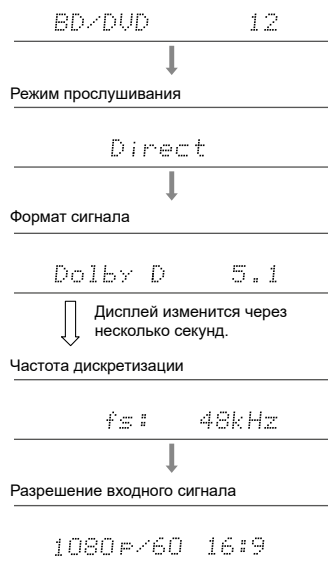 BD/DVD 12
Режим прослушивания
Direct
Формат сигнала
Dolby D 5.1
Дисплей изменится через
несколько секунд.
Частота дискретизации
fs: 48kHz
Разрешение входного сигнала
1080p/60 16:9